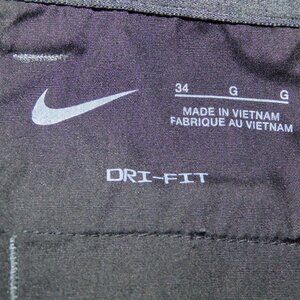 34 G G
MADE IN VIETNAM
FABRIQUE AU VIETNAM
DRI-FIT